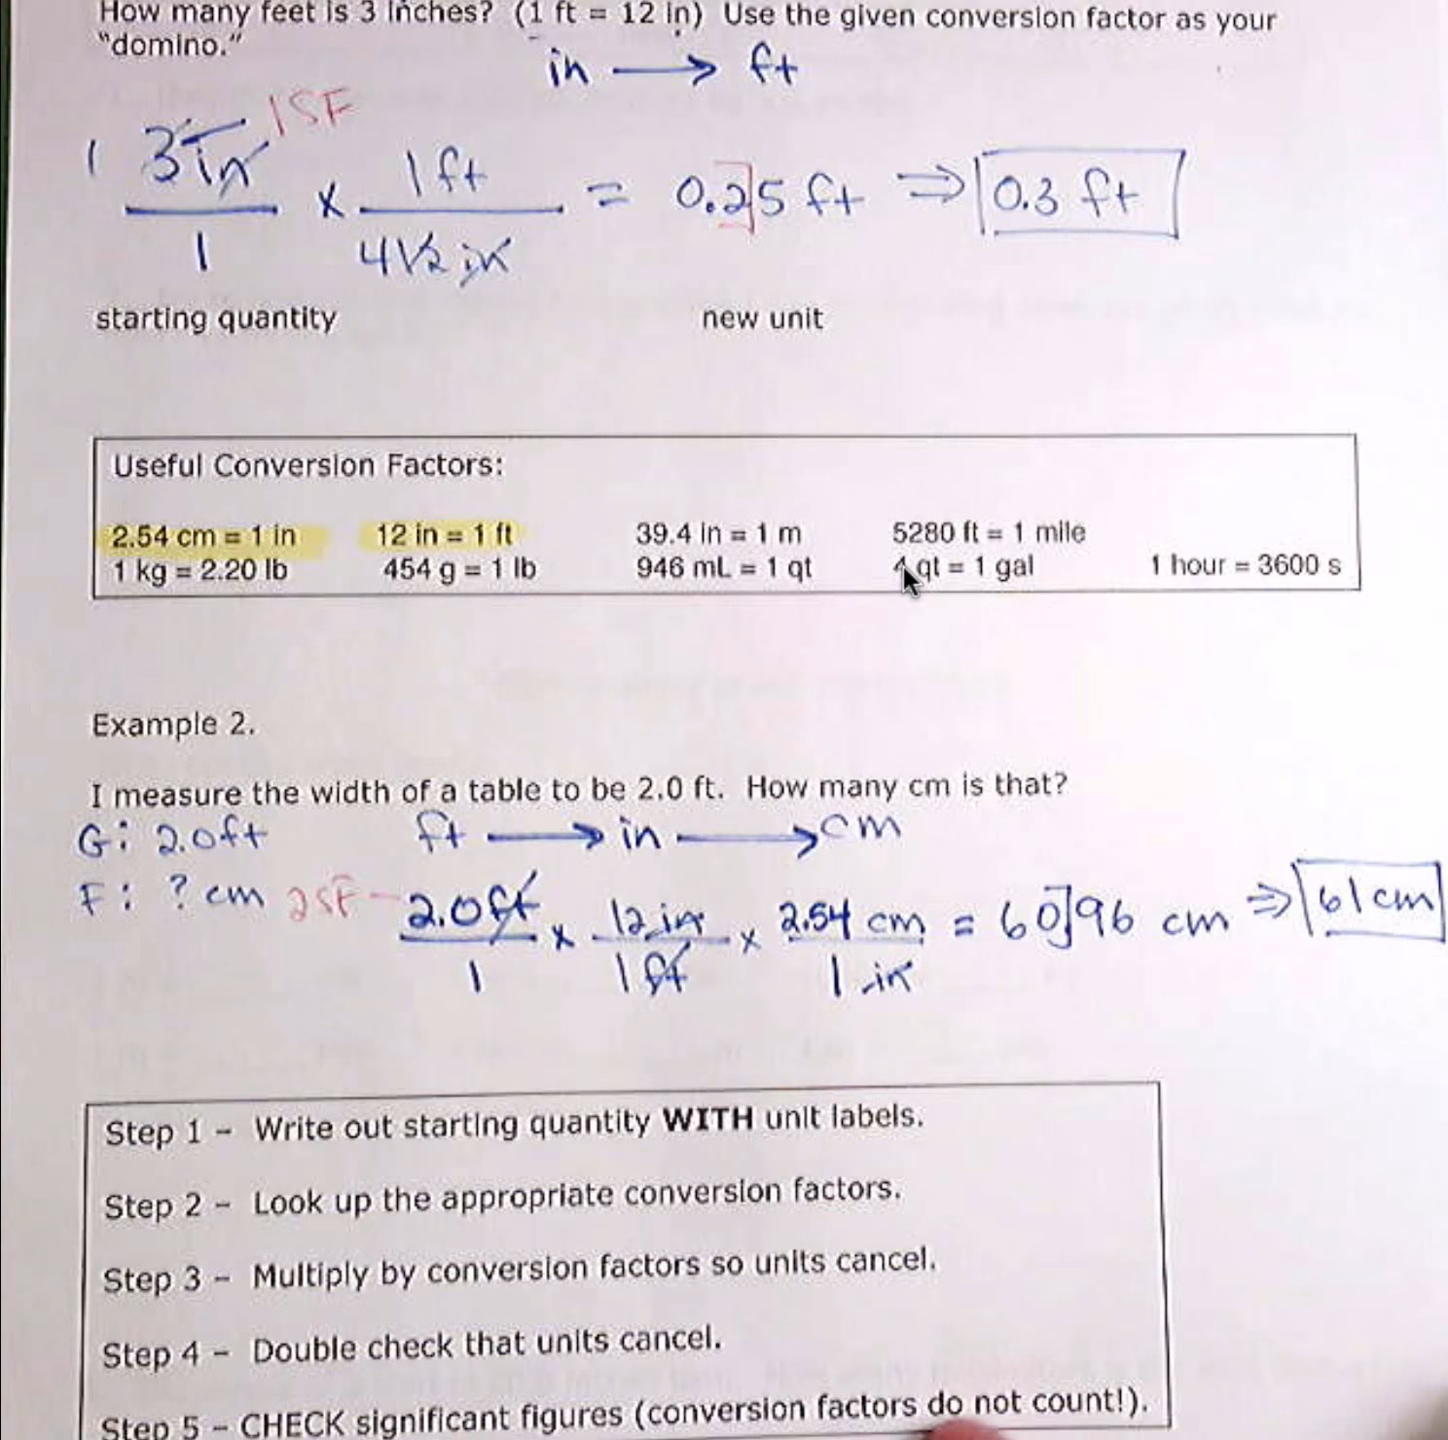 How many feet is 3 inches? (1 ft = 12 in) Use the given conversion factor as your
"domino."
in → ft
1 3 in 1SF
1
x 1 ft
4 12 in
= 0.25 ft ⇒ 0.3 ft
starting quantity new unit
Useful Conversion Factors:
2.54 cm = 1 in 12 in = 1 ft 39.4 in = 1 m 5280 ft = 1 mile
1 kg = 2.20 lb 454 g = 1 lb 946 mL = 1 qt 4 qt = 1 gal 1 hour = 3600 s
Example 2.
I measure the width of a table to be 2.0 ft. How many cm is that?
G: 2.0ft ft → in → cm
F: ? cm 2SF - 2.0ft x 12 in x 2.54 cm = 60.96 cm ⇒ 61 cm
1 1 ft 1 in
Step 1 - Write out starting quantity WITH unit labels.
Step 2 - Look up the appropriate conversion factors.
Step 3 - Multiply by conversion factors so units cancel.
Step 4 - Double check that units cancel.
Step 5 - CHECK significant figures (conversion factors do not count!).